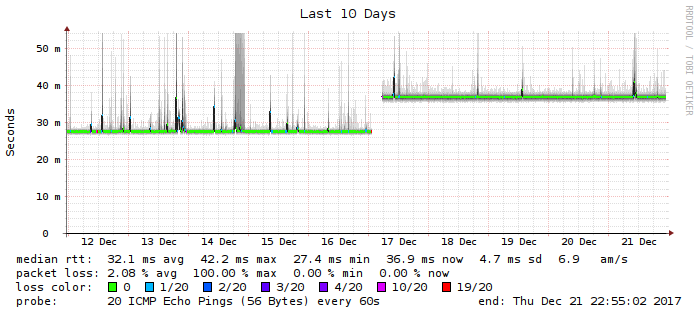 Last 10 Days
RRDTOOL / TOBI OETIKER
Seconds
50 m
40 m
30 m
20 m
10 m
0
12 Dec 13 Dec 14 Dec 15 Dec 16 Dec 17 Dec 18 Dec 19 Dec 20 Dec 21 Dec
median rtt: 32.1 ms avg 42.2 ms max 27.4 ms min 36.9 ms now 4.7 ms sd 6.9 am/s
packet loss: 2.08 % avg 100.00 % max 0.00 % min 0.00 % now
loss color: 0 1/20 2/20 3/20 4/20 10/20 19/20
probe: 20 ICMP Echo Pings (56 Bytes) every 60s end: Thu Dec 21 22:55:02 2017